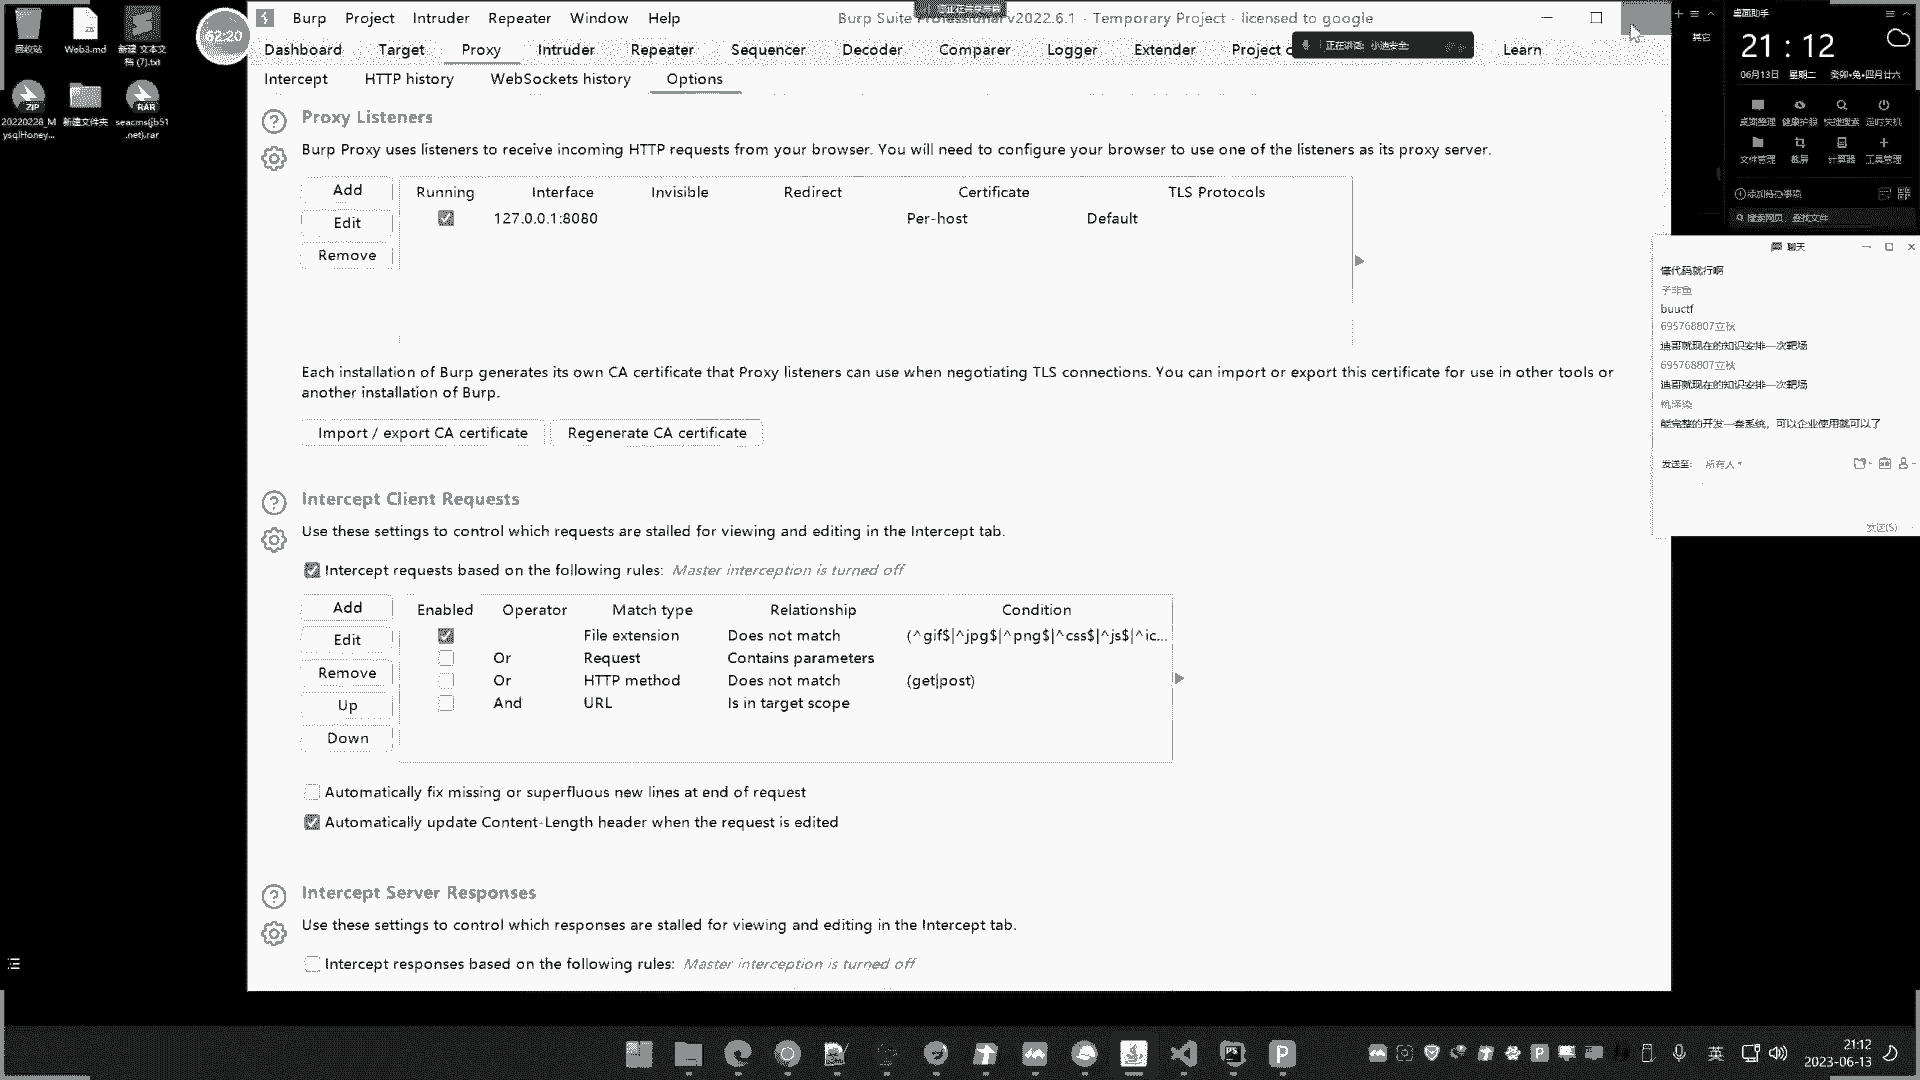 回收站
Web3.md
新建 文本文
档 (7).txt
20220228_M
ysqlHoney...
新建文件夹
seacms(jb51
.net).rar
62:20
Burp Project Intruder Repeater Window Help
Burp Suite Professional v2022.6.1 - Temporary Project - licensed to google
Dashboard Target Proxy Intruder Repeater Sequencer Decoder Comparer Logger Extender Project o Learn
正在讲话: 小迪安全;
Intercept HTTP history WebSockets history Options
Proxy Listeners
Burp Proxy uses listeners to receive incoming HTTP requests from your browser. You will need to configure your browser to use one of the listeners as its proxy server.
Add
Edit
Remove
Running Interface Invisible Redirect Certificate TLS Protocols
127.0.0.1:8080 Per-host Default
Each installation of Burp generates its own CA certificate that Proxy listeners can use when negotiating TLS connections. You can import or export this certificate for use in other tools or
another installation of Burp.
Import / export CA certificate Regenerate CA certificate
Intercept Client Requests
Use these settings to control which requests are stalled for viewing and editing in the Intercept tab.
Intercept requests based on the following rules: Master interception is turned off
Add
Edit
Remove
Up
Down
Enabled Operator Match type Relationship Condition
File extension Does not match (^gif$|^jpg$|^png$|^css$|^js$|^ic...
Or Request Contains parameters
Or HTTP method Does not match (get|post)
And URL Is in target scope
Automatically fix missing or superfluous new lines at end of request
Automatically update Content-Length header when the request is edited
Intercept Server Responses
Use these settings to control which responses are stalled for viewing and editing in the Intercept tab.
Intercept responses based on the following rules: Master interception is turned off
其它
桌面助手
21:12
06月13日 星期二 癸卯•兔•四月廿六
桌面整理 健康护眼 快捷搜索 定时关机
文件管理 截屏 计算器 工具管理
添加待办事项
搜索网页、查找文件
聊天
懂代码就行啊
子非鱼
buuctf
695768807立秋
迪哥就现在的知识安排一次靶场
695768807立秋
迪哥就现在的知识安排一次靶场
能完整的开发一套系统，可以企业使用就可以了
发送至: 所有人
发送(S)
英
21:12
2023-06-13